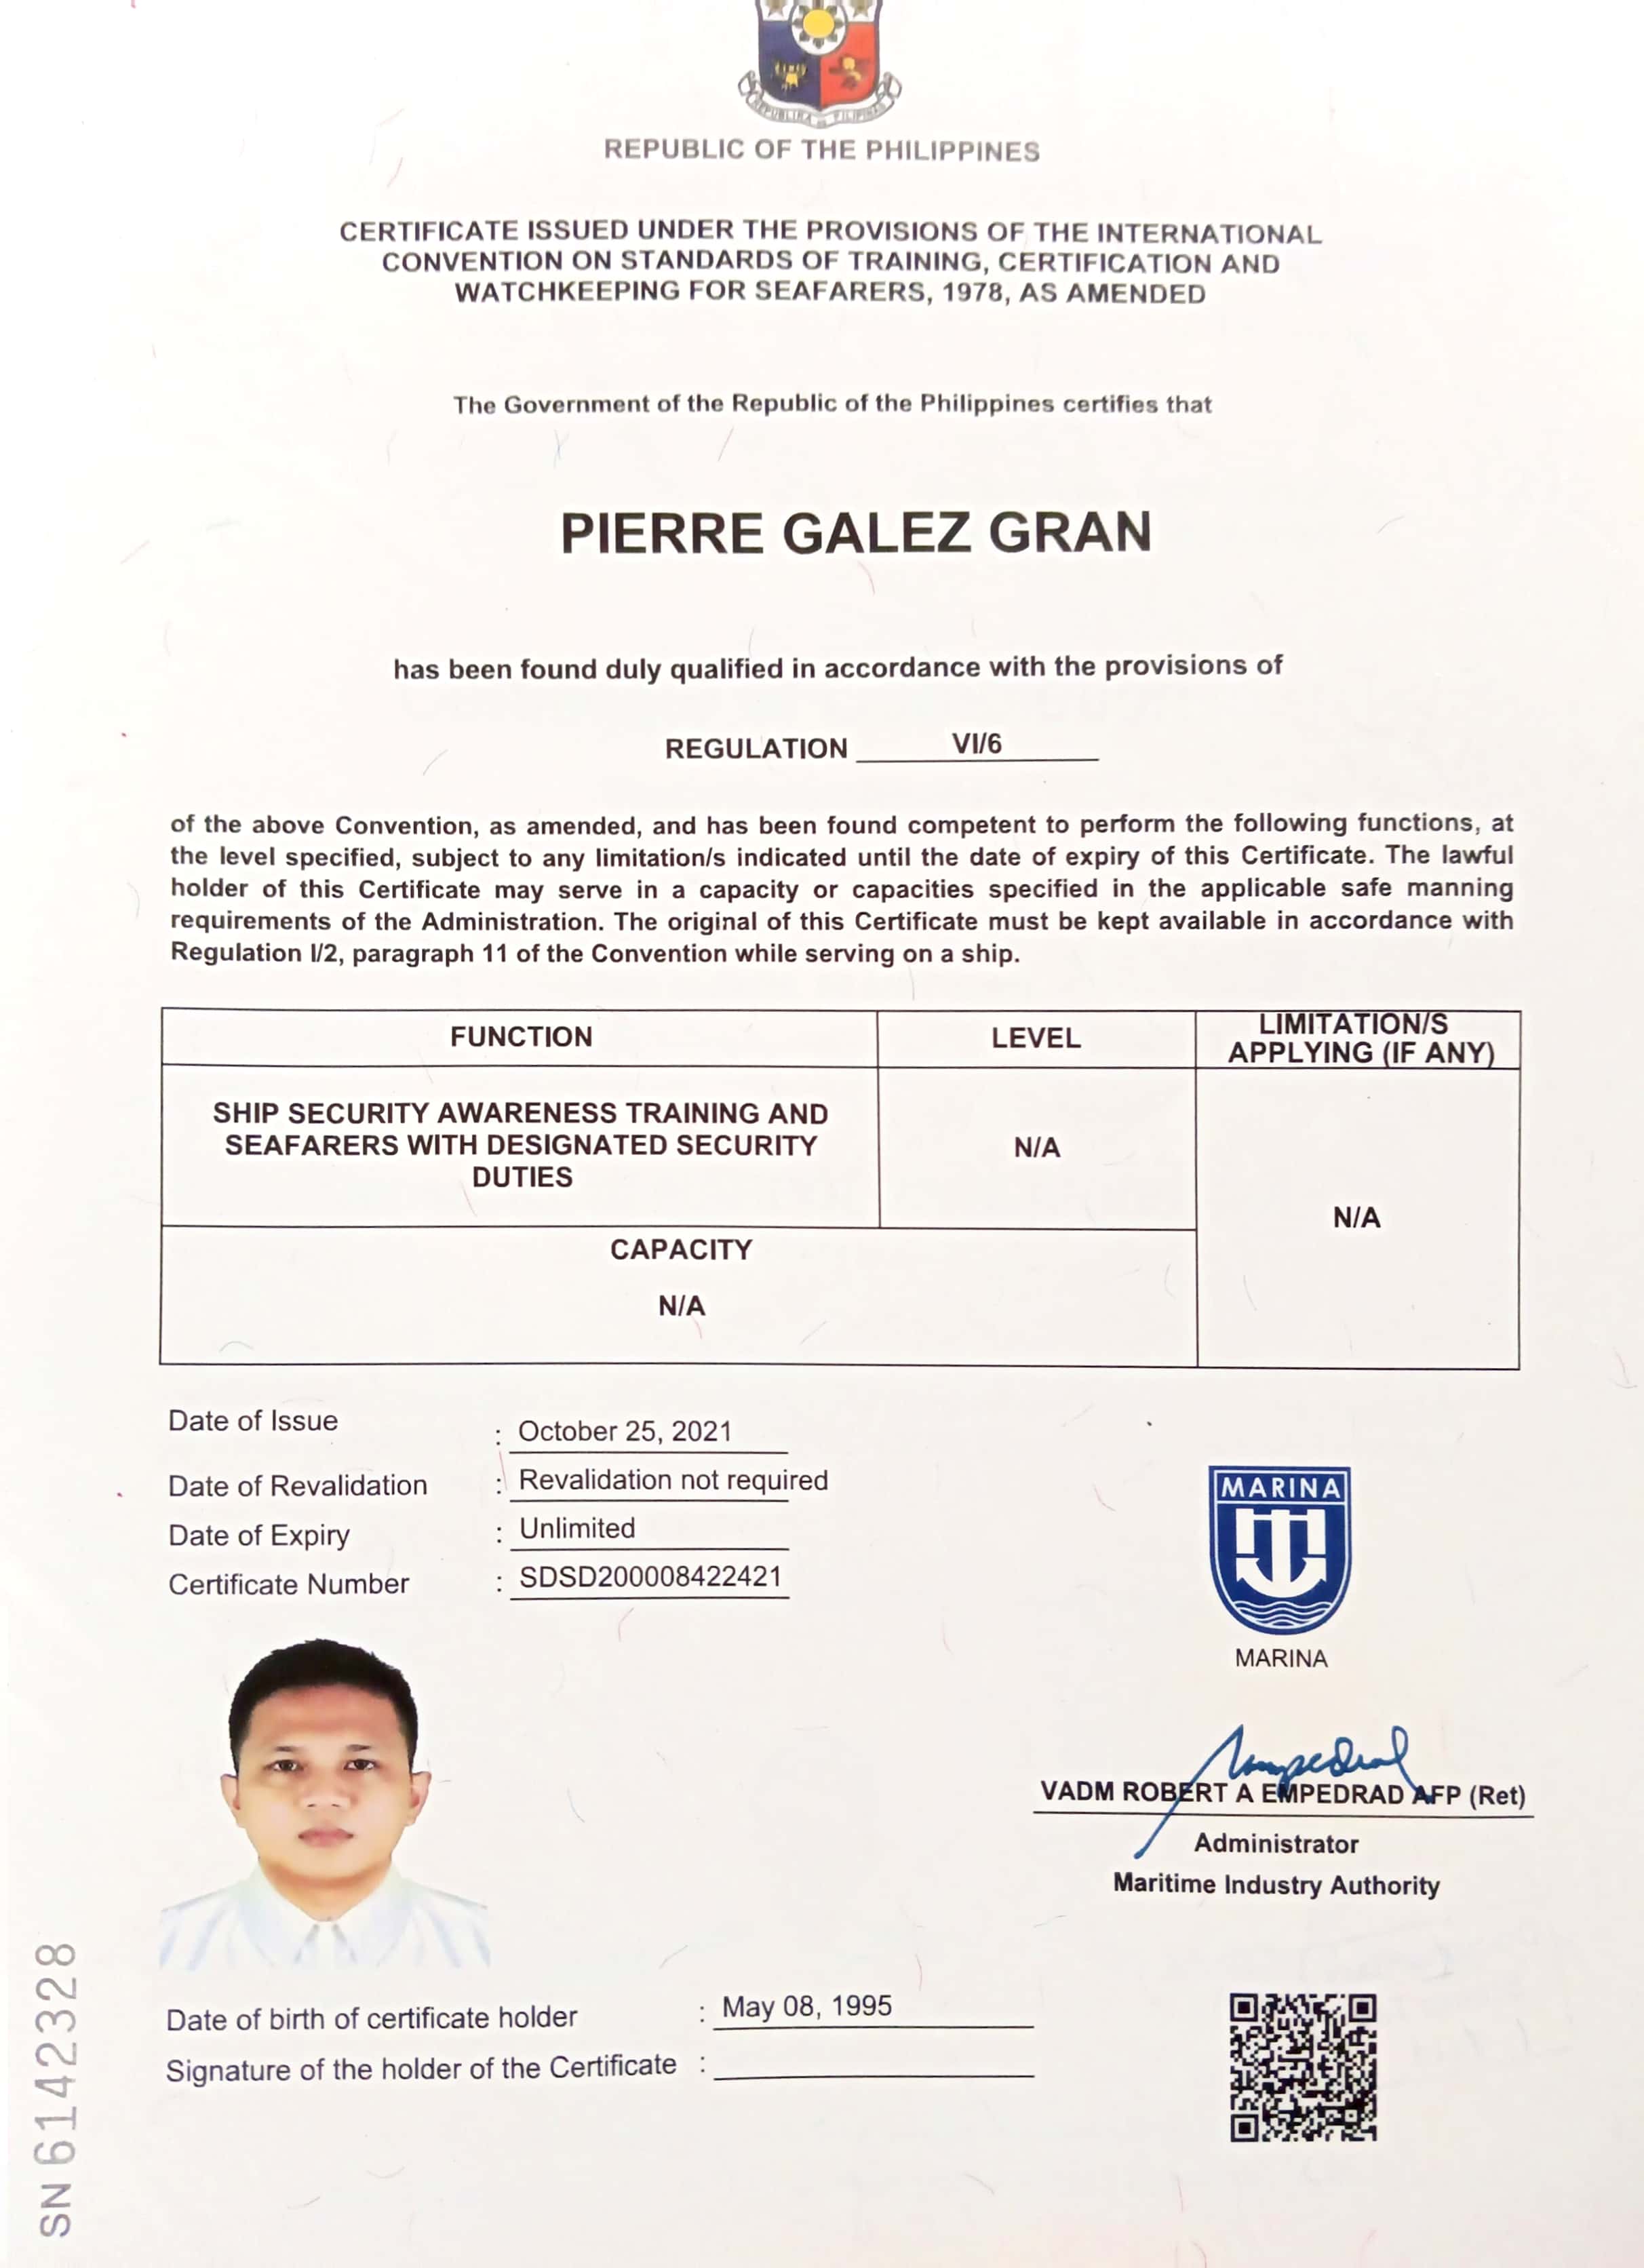 REPUBLIKA NG PILIPINAS
REPUBLIC OF THE PHILIPPINES
CERTIFICATE ISSUED UNDER THE PROVISIONS OF THE INTERNATIONAL
CONVENTION ON STANDARDS OF TRAINING, CERTIFICATION AND
WATCHKEEPING FOR SEAFARERS, 1978, AS AMENDED
The Government of the Republic of the Philippines certifies that
PIERRE GALEZ GRAN
has been found duly qualified in accordance with the provisions of
REGULATION VI/6
of the above Convention, as amended, and has been found competent to perform the following functions, at
the level specified, subject to any limitation/s indicated until the date of expiry of this Certificate. The lawful
holder of this Certificate may serve in a capacity or capacities specified in the applicable safe manning
requirements of the Administration. The original of this Certificate must be kept available in accordance with
Regulation I/2, paragraph 11 of the Convention while serving on a ship.
FUNCTION LEVEL LIMITATION/S
APPLYING (IF ANY)
SHIP SECURITY AWARENESS TRAINING AND
SEAFARERS WITH DESIGNATED SECURITY
DUTIES
N/A
N/A
CAPACITY
N/A
Date of Issue : October 25, 2021
Date of Revalidation : Revalidation not required
Date of Expiry : Unlimited
Certificate Number : SDSD200008422421
MARINA
MARINA
VADM ROBERT A EMPEDRAD AFP (Ret)
Administrator
Maritime Industry Authority
Date of birth of certificate holder : May 08, 1995
Signature of the holder of the Certificate :
SN 6142328